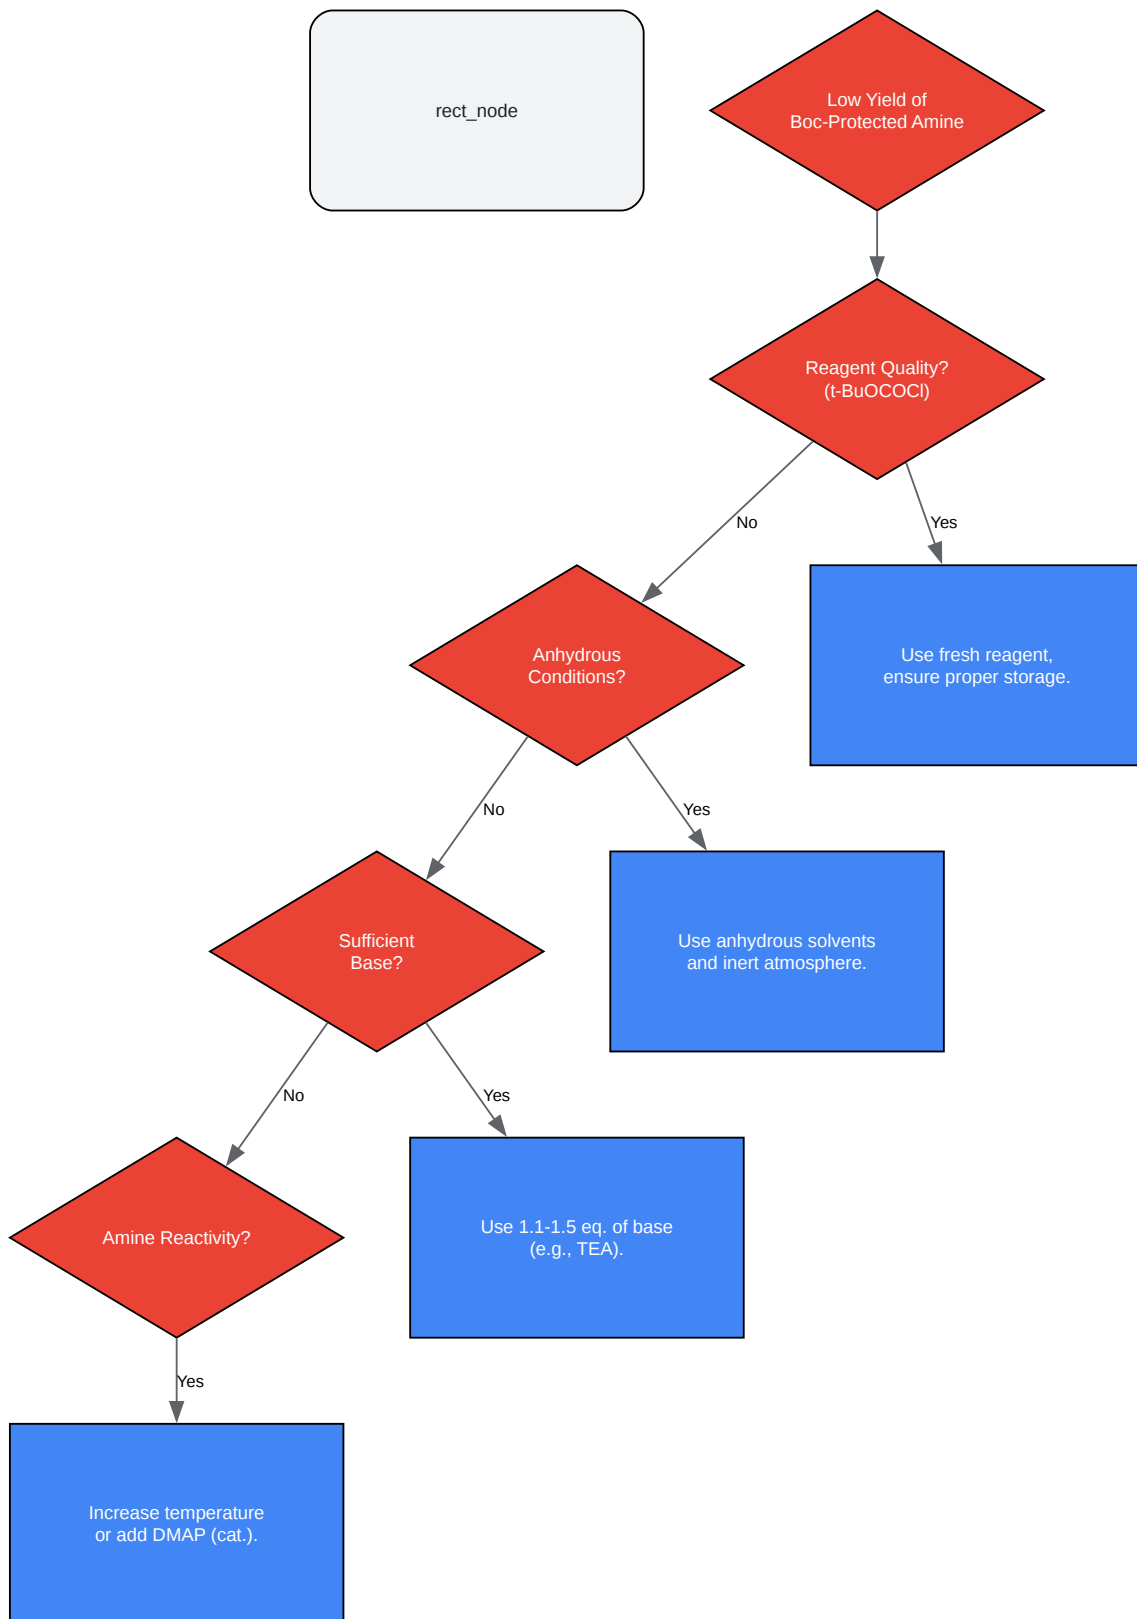 rect_node
Low Yield of
Boc-Protected Amine
Reagent Quality?
(t-BuOCOCl)
No
Yes
Anhydrous
Conditions?
Use fresh reagent,
ensure proper storage.
No
Yes
Sufficient
Base?
Use anhydrous solvents
and inert atmosphere.
No
Yes
Amine Reactivity?
Use 1.1-1.5 eq. of base
(e.g., TEA).
Yes
Increase temperature
or add DMAP (cat.).